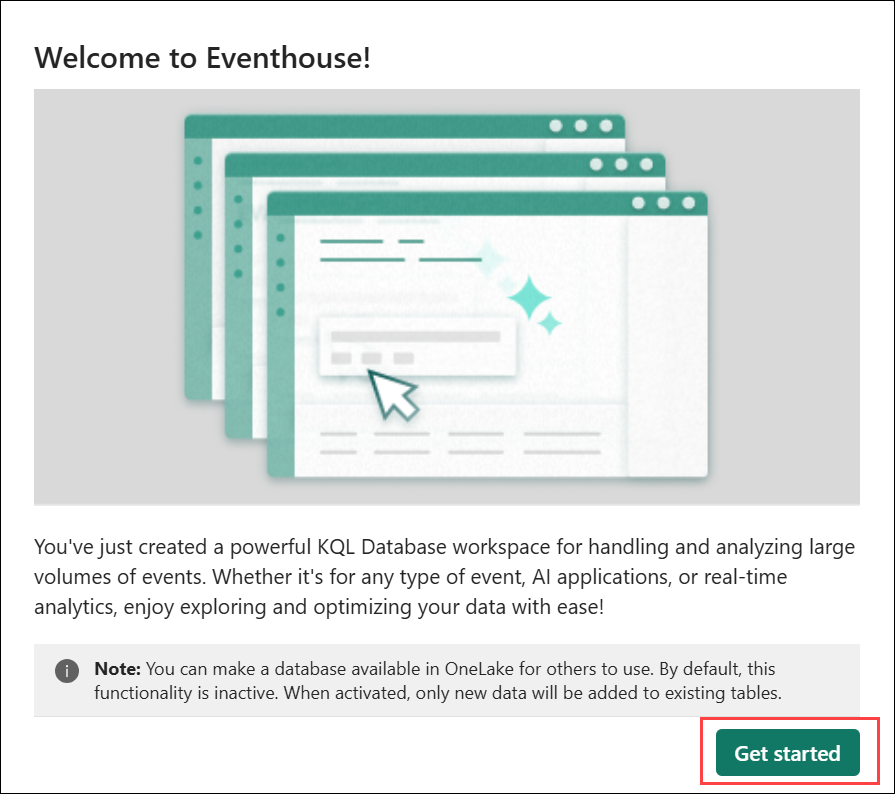 Welcome to Eventhouse!
You've just created a powerful KQL Database workspace for handling and analyzing large
volumes of events. Whether it's for any type of event, AI applications, or real-time
analytics, enjoy exploring and optimizing your data with ease!
Note: You can make a database available in OneLake for others to use. By default, this
functionality is inactive. When activated, only new data will be added to existing tables.
Get started